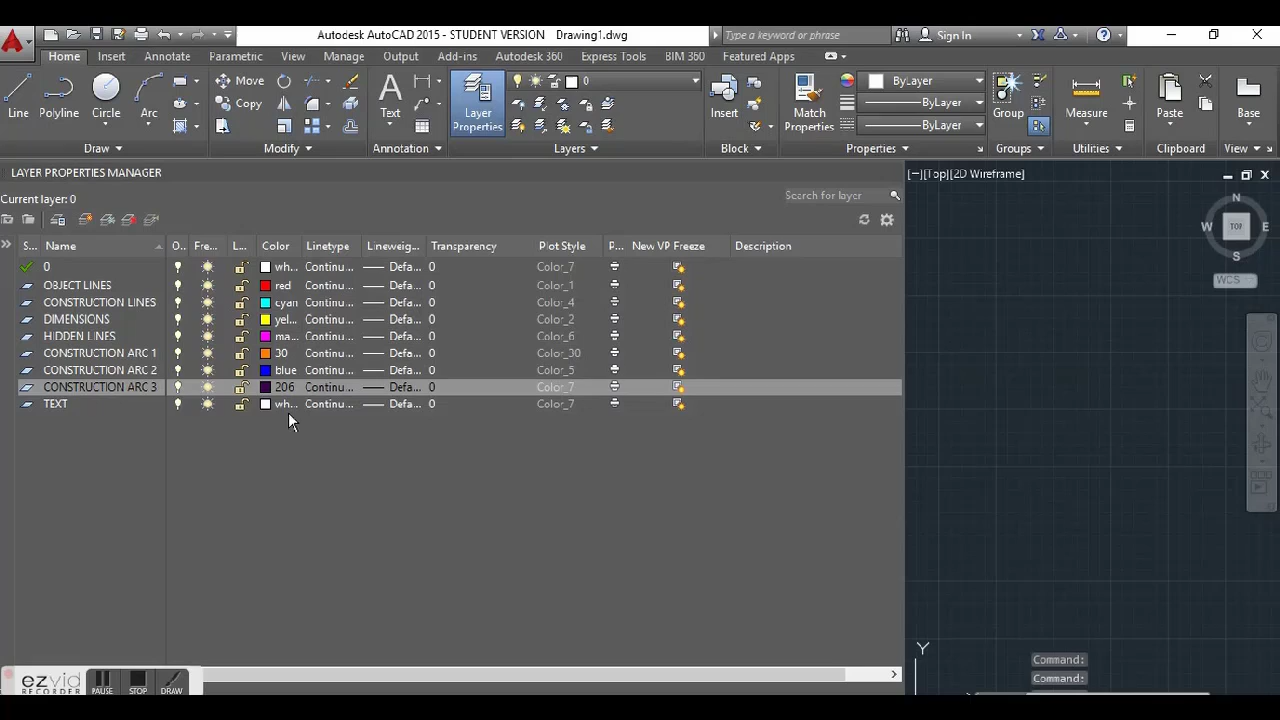 Autodesk AutoCAD 2015 - STUDENT VERSION Drawing1.dwg
Type a keyword or phrase
Sign In
Home Insert Annotate Parametric View Manage Output Add-ins Autodesk 360 Express Tools BIM 360 Featured Apps
Line Polyline Circle Arc
Move
Copy
Text
Layer Properties
0
Insert
Match Properties
ByLayer
ByLayer
ByLayer
Group
Measure
Paste
Base
Draw Modify Annotation Layers Block Properties Groups Utilities Clipboard View
LAYER PROPERTIES MANAGER
[−][Top][2D Wireframe]
Current layer: 0
Search for layer
N
W TOP E
S
WCS
S... Name O.. Fre... L... Color Linetype Lineweig... Transparency Plot Style P... New VP Freeze Description
0 wh... Continu... Defa... 0 Color_7
OBJECT LINES red Continu... Defa... 0 Color_1
CONSTRUCTION LINES cyan Continu... Defa... 0 Color_4
DIMENSIONS yel... Continu... Defa... 0 Color_2
HIDDEN LINES ma... Continu... Defa... 0 Color_6
CONSTRUCTION ARC 1 30 Continu... Defa... 0 Color_30
CONSTRUCTION ARC 2 blue Continu... Defa... 0 Color_5
CONSTRUCTION ARC 3 206 Continu... Defa... 0 Color_7
TEXT wh... Continu... Defa... 0 Color_7
Y
Command:
Command:
ezvid
RECORDER
PAUSE STOP DRAW